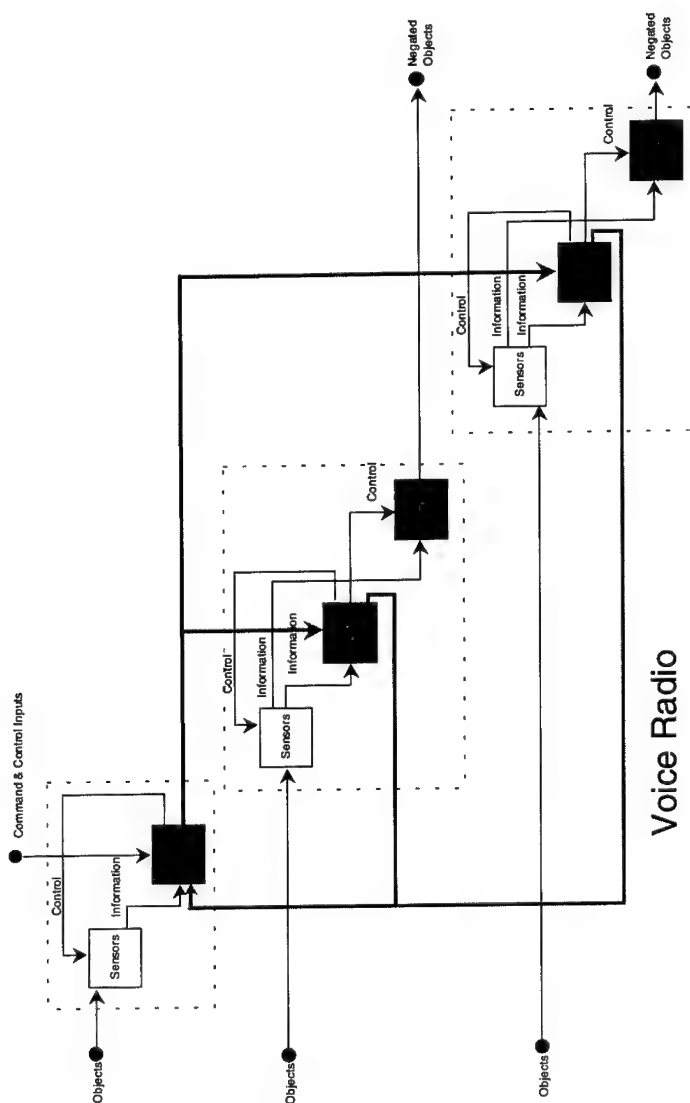 Command & Control Inputs
Control
Information
Sensors
Objects
Control
Information
Information
Sensors
Objects
Control
Negated
Objects
Control
Information
Information
Sensors
Objects
Control
Negated
Objects
Voice Radio